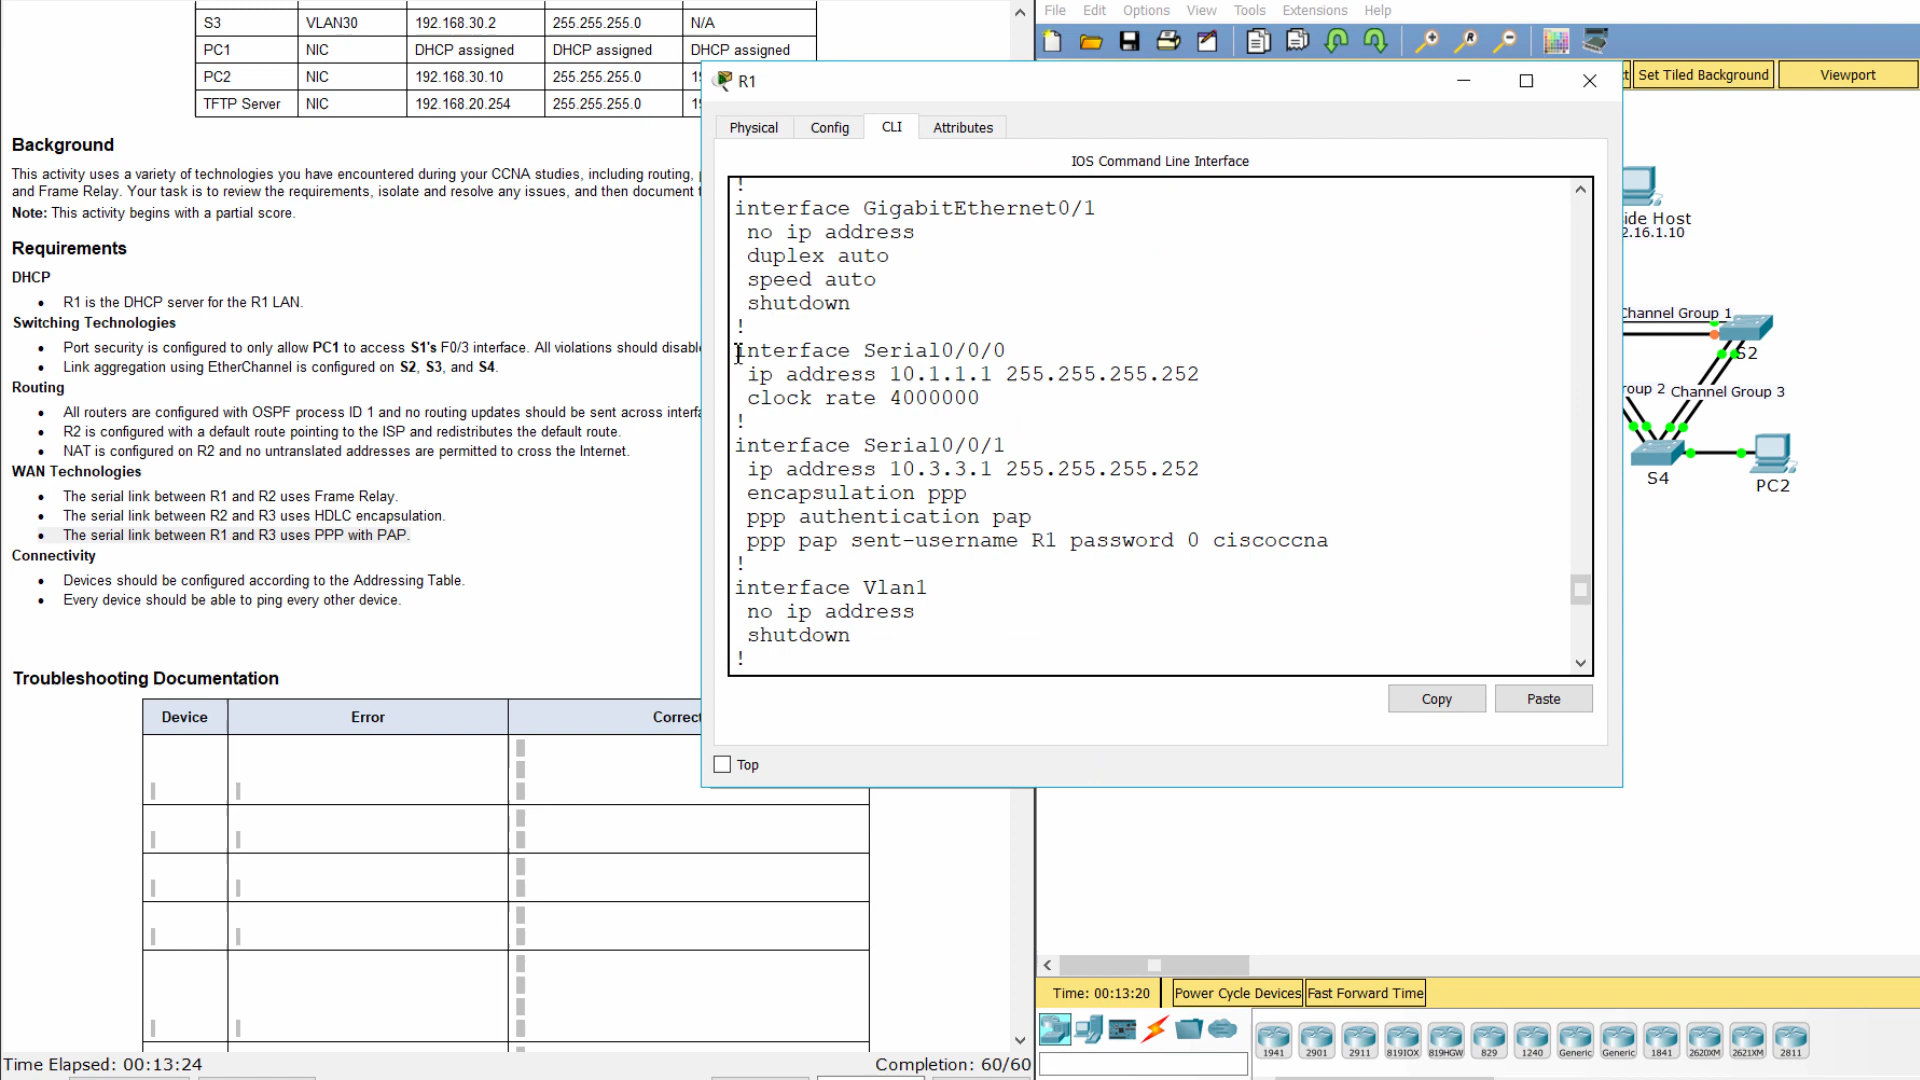 S3 VLAN30 192.168.30.2 255.255.255.0 N/A
PC1 NIC DHCP assigned DHCP assigned DHCP assigned
PC2 NIC 192.168.30.10 255.255.255.0
TFTP Server NIC 192.168.20.254 255.255.255.0
Background
This activity uses a variety of technologies you have encountered during your CCNA studies, including routing,
and Frame Relay. Your task is to review the requirements, isolate and resolve any issues, and then document
Note: This activity begins with a partial score.
Requirements
DHCP
• R1 is the DHCP server for the R1 LAN.
Switching Technologies
• Port security is configured to only allow PC1 to access S1's F0/3 interface. All violations should disable
• Link aggregation using EtherChannel is configured on S2, S3, and S4.
Routing
• All routers are configured with OSPF process ID 1 and no routing updates should be sent across
• R2 is configured with a default route pointing to the ISP and redistributes the default route.
• NAT is configured on R2 and no untranslated addresses are permitted to cross the Internet.
WAN Technologies
• The serial link between R1 and R2 uses Frame Relay.
• The serial link between R2 and R3 uses HDLC encapsulation.
• The serial link between R1 and R3 uses PPP with PAP.
Connectivity
• Devices should be configured according to the Addressing Table.
• Every device should be able to ping every other device.
Troubleshooting Documentation
Device Error Correct
Time Elapsed: 00:13:24 Completion: 60/60
R1
Physical Config CLI Attributes
IOS Command Line Interface
!
interface GigabitEthernet0/1
no ip address
duplex auto
speed auto
shutdown
!
interface Serial0/0/0
ip address 10.1.1.1 255.255.255.252
clock rate 4000000
!
interface Serial0/0/1
ip address 10.3.3.1 255.255.255.252
encapsulation ppp
ppp authentication pap
ppp pap sent-username R1 password 0 ciscoccna
!
interface Vlan1
no ip address
shutdown
!
Copy Paste
Top
File Edit Options View Tools Extensions Help
Set Tiled Background Viewport
ide Host
2.16.1.10
Channel Group 1
S2
oup 2 Channel Group 3
S4 PC2
Time: 00:13:20 Power Cycle Devices Fast Forward Time
1941 2901 2911 819IOX 819HGW 829 1240 Generic Generic 1841 2620XM 2621XM 2811